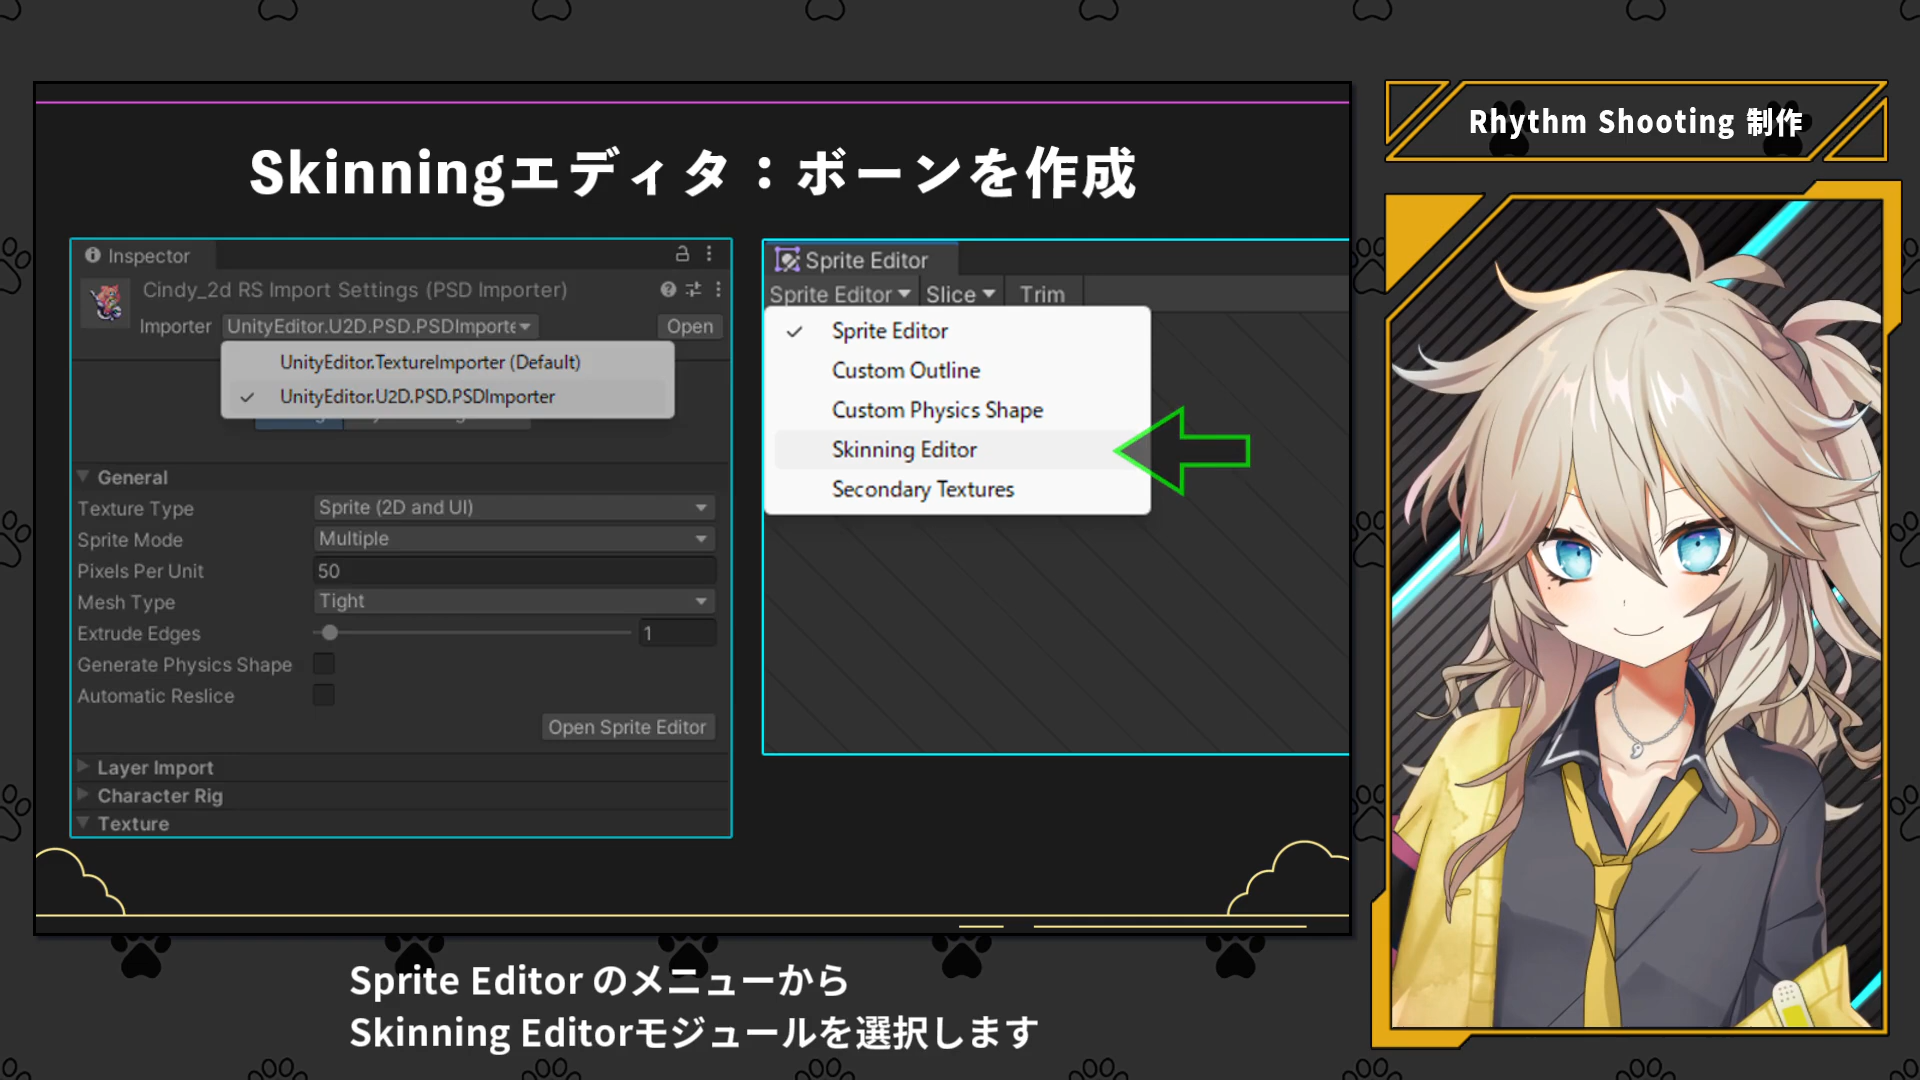 Rhythm Shooting 制作
Skinningエディタ：ボーンを作成
Inspector
Cindy_2d RS Import Settings (PSD Importer)
Importer UnityEditor.U2D.PSD.PSDImporte Open
UnityEditor.TextureImporter (Default)
UnityEditor.U2D.PSD.PSDImporter
General
Texture Type Sprite (2D and UI)
Sprite Mode Multiple
Pixels Per Unit 50
Mesh Type Tight
Extrude Edges 1
Generate Physics Shape
Automatic Reslice
Open Sprite Editor
Layer Import
Character Rig
Texture
Sprite Editor
Sprite Editor Slice Trim
Sprite Editor
Custom Outline
Custom Physics Shape
Skinning Editor
Secondary Textures
Sprite Editor のメニューから
Skinning Editorモジュールを選択します